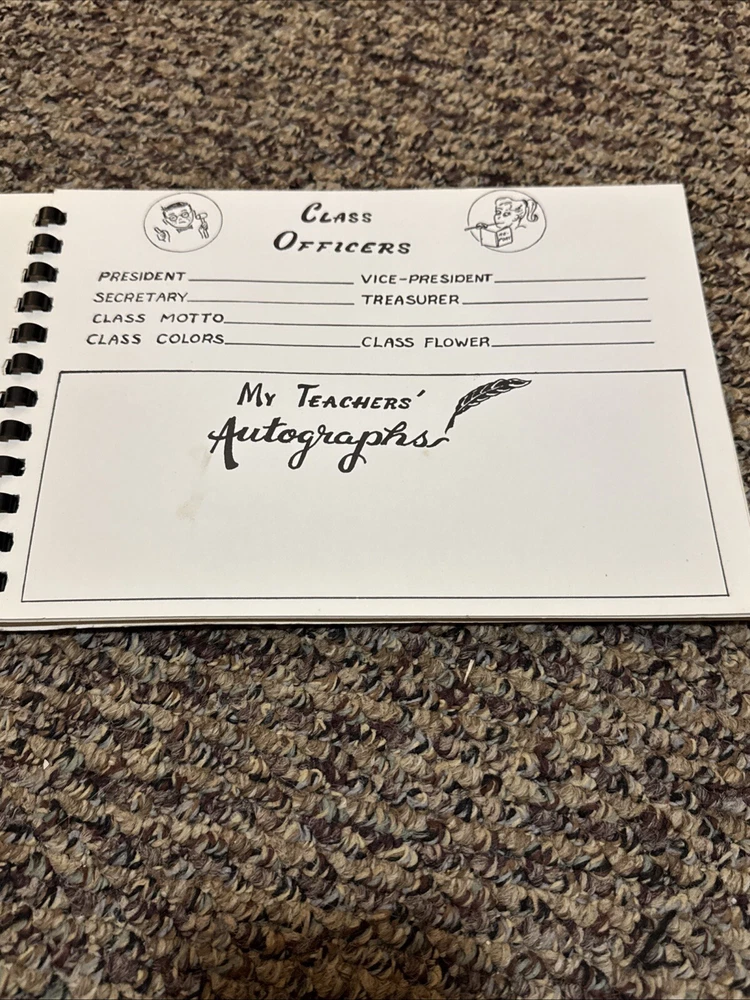 CLASS
OFFICERS
PRESIDENT VICE-PRESIDENT
SECRETARY TREASURER
CLASS MOTTO
CLASS COLORS CLASS FLOWER
MY TEACHERS'
Autographs